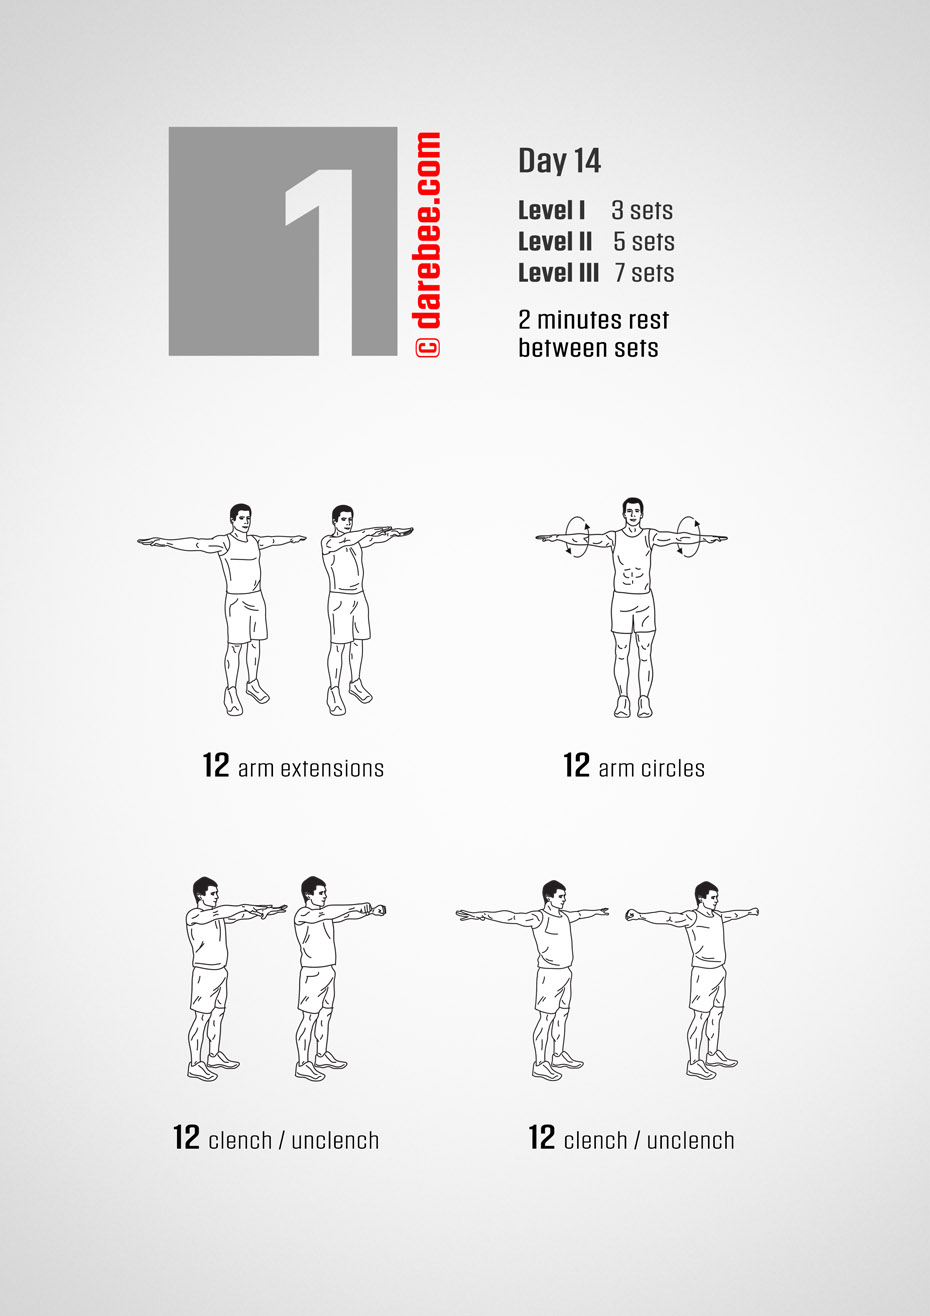 1
© darebee.com
Day 14
Level I 3 sets
Level II 5 sets
Level III 7 sets
2 minutes rest
between sets
12 arm extensions
12 arm circles
12 clench / unclench
12 clench / unclench